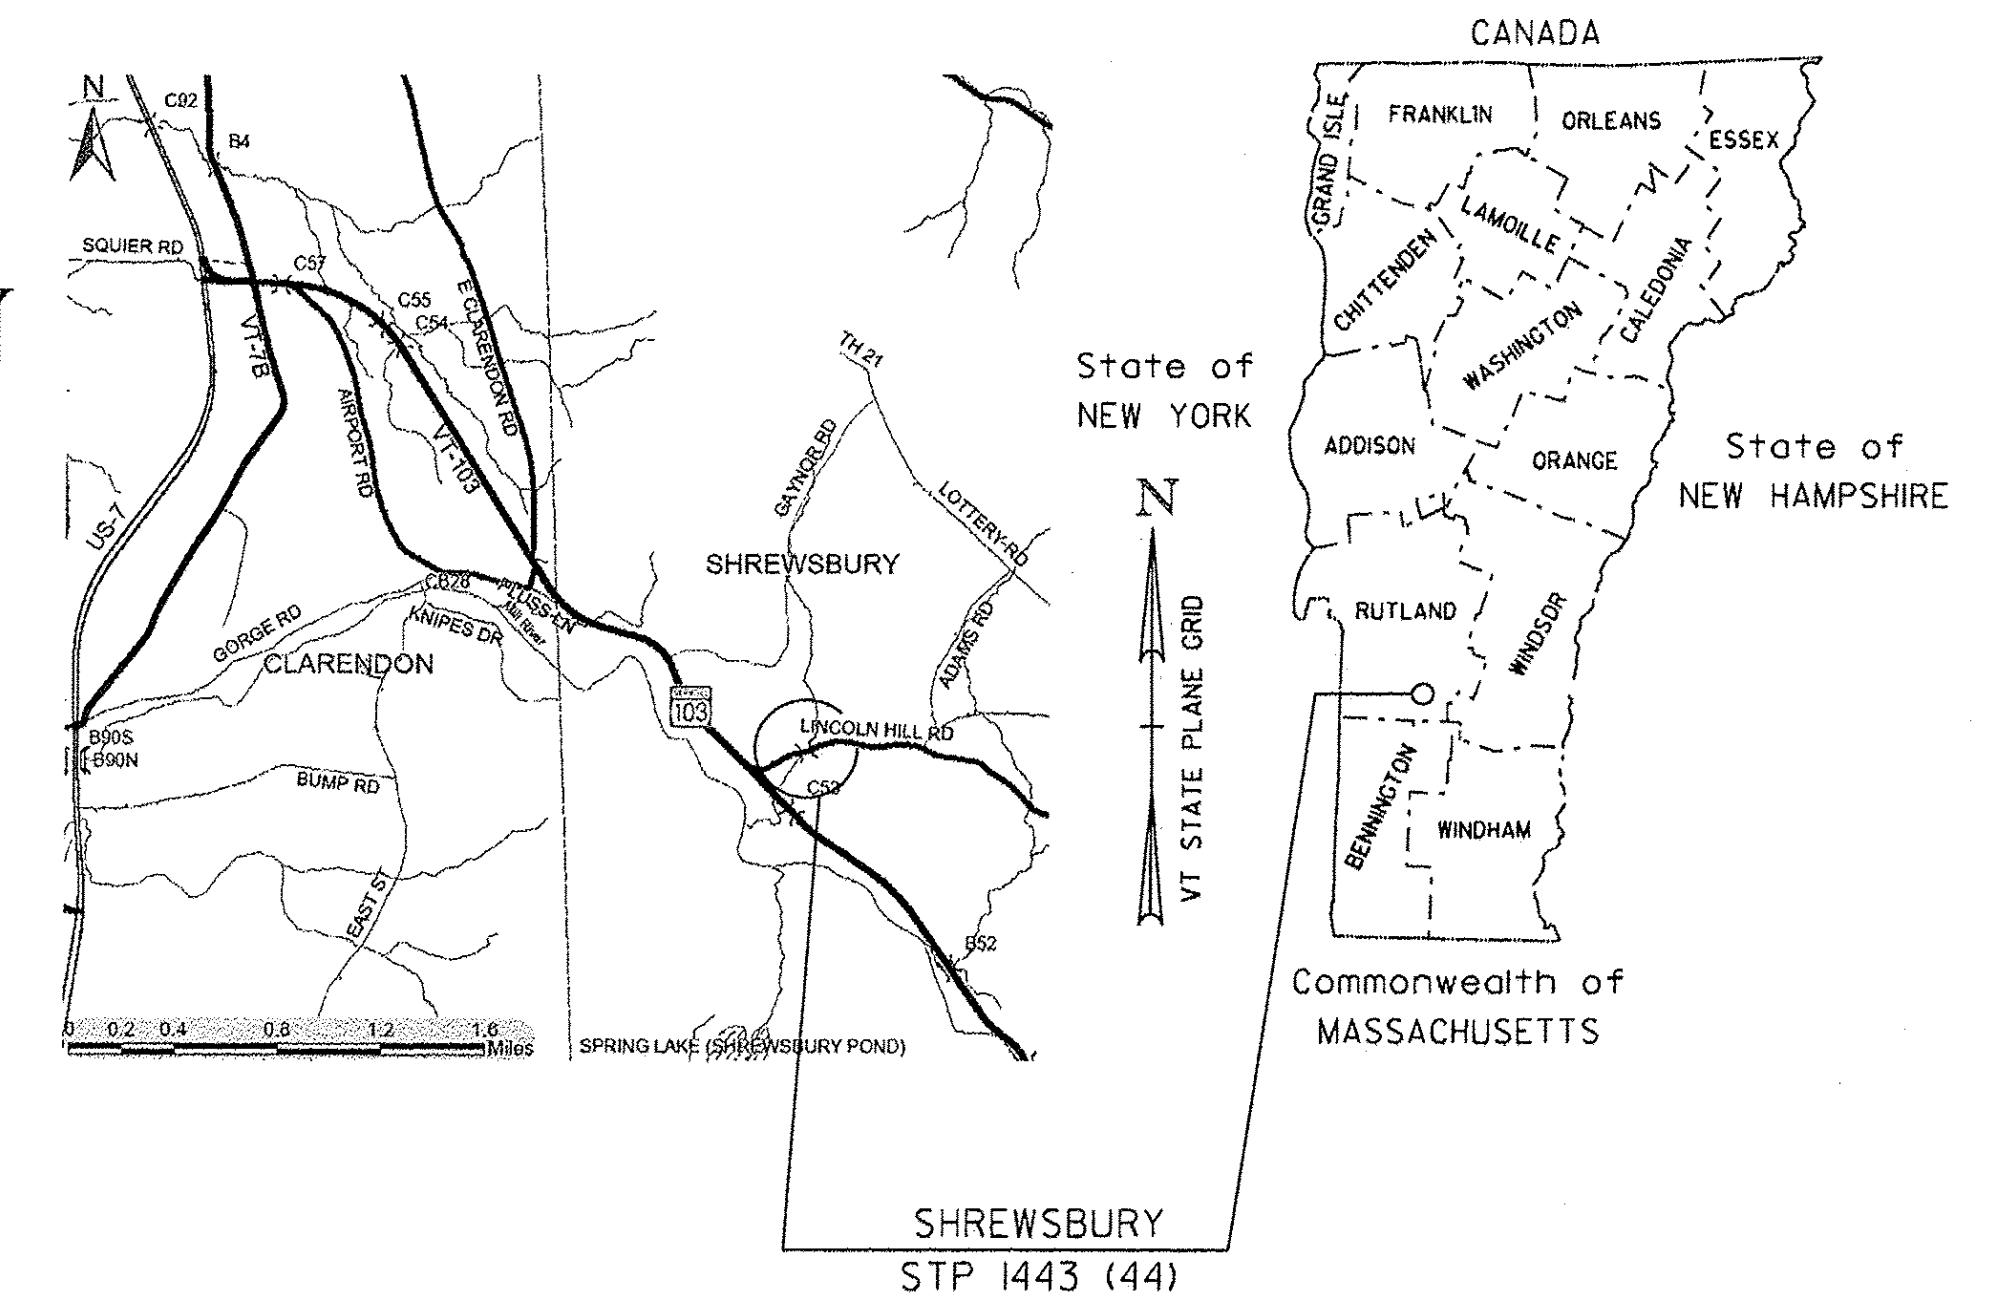 CANADA
N
C92
B4
SQUIER RD
C57
C55
C54
E CLARENDON RD
VT-7B
AIRPORT RD
VT-103
US-7
TH 21
GAYNOR RD
LOTTERY RD
SHREWSBURY
ADAMS RD
PLUSS LN
Mill River
KNIPES DR
GORGE RD
CLARENDON
103
LINCOLN HILL RD
C53
B90S
B90N
BUMP RD
EAST ST
B52
0 0.2 0.4 0.8 1.2 1.6
Miles
SPRING LAKE (SHREWSBURY POND)
N
VT STATE PLANE GRID
State of
NEW YORK
GRAND ISLE
FRANKLIN
ORLEANS
ESSEX
LAMOILLE
CHITTENDEN
CALEDONIA
WASHINGTON
ADDISON
ORANGE
State of
NEW HAMPSHIRE
RUTLAND
WINDSOR
BENNINGTON
WINDHAM
Commonwealth of
MASSACHUSETTS
SHREWSBURY
STP 1443 (44)